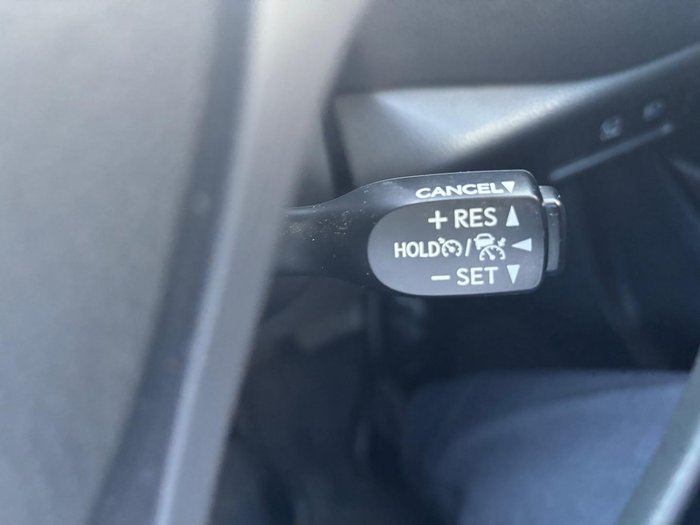 CANCEL
+ RES
HOLD /
− SET